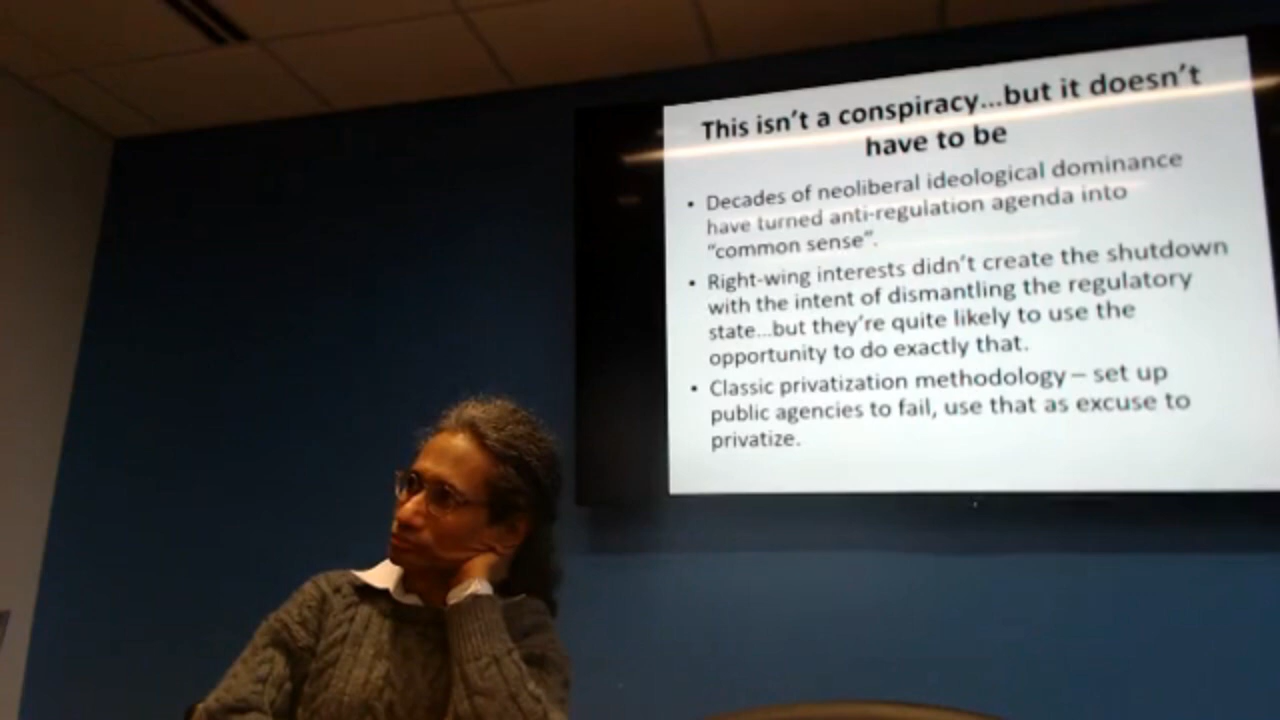 This isn't a conspiracy...but it doesn't
have to be
• Decades of neoliberal ideological dominance
have turned anti-regulation agenda into
"common sense".
• Right-wing interests didn't create the shutdown
with the intent of dismantling the regulatory
state...but they're quite likely to use the
opportunity to do exactly that.
• Classic privatization methodology – set up
public agencies to fail, use that as excuse to
privatize.